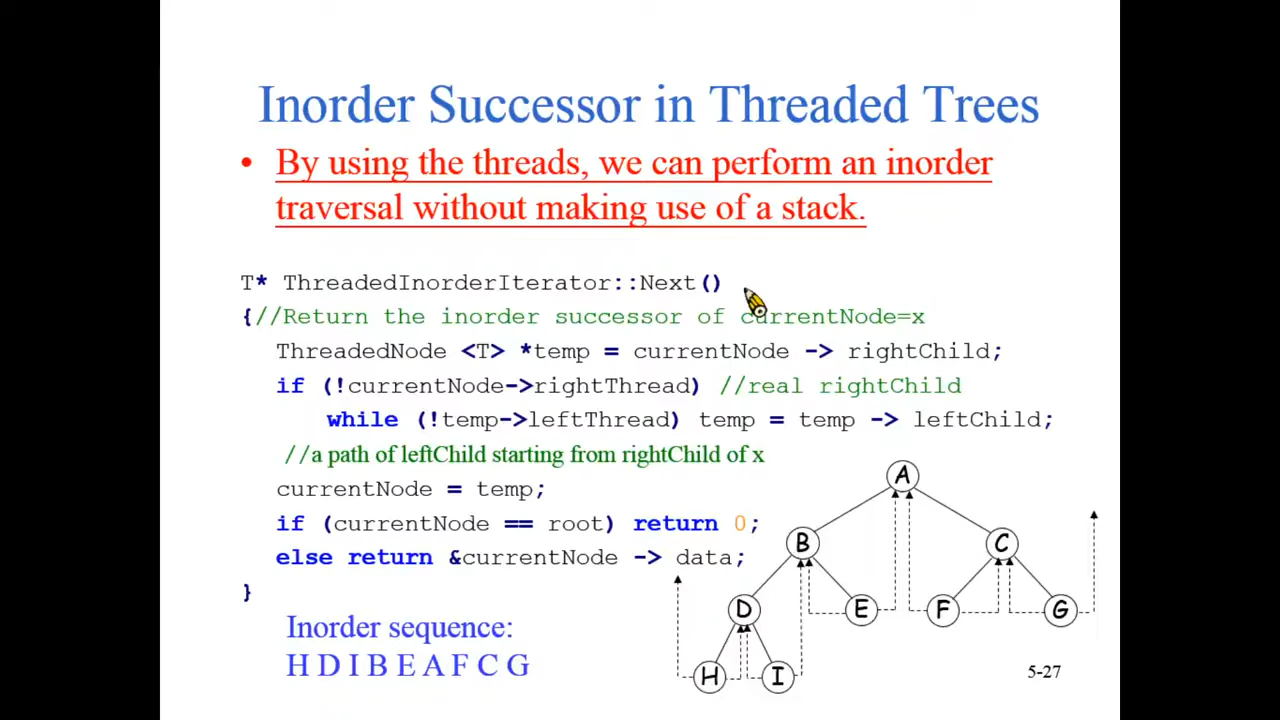 Inorder Successor in Threaded Trees
• By using the threads, we can perform an inorder
traversal without making use of a stack.
T* ThreadedInorderIterator::Next()
{//Return the inorder successor of currentNode=x
ThreadedNode <T> *temp = currentNode -> rightChild;
if (!currentNode->rightThread) //real rightChild
while (!temp->leftThread) temp = temp -> leftChild;
//a path of leftChild starting from rightChild of x
currentNode = temp;
if (currentNode == root) return 0;
else return &currentNode -> data;
}
Inorder sequence:
H D I B E A F C G
A
B C
D E F G
H I
5-27